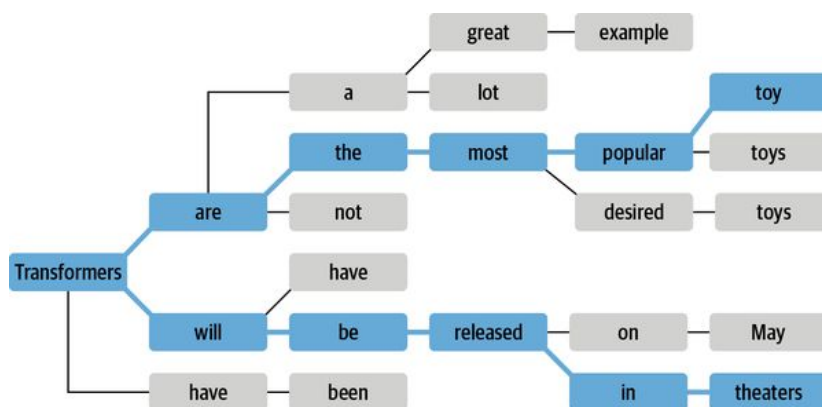 great example
a lot toy
the most popular toys
are not desired toys
Transformers have
will be released on May
have been in theaters